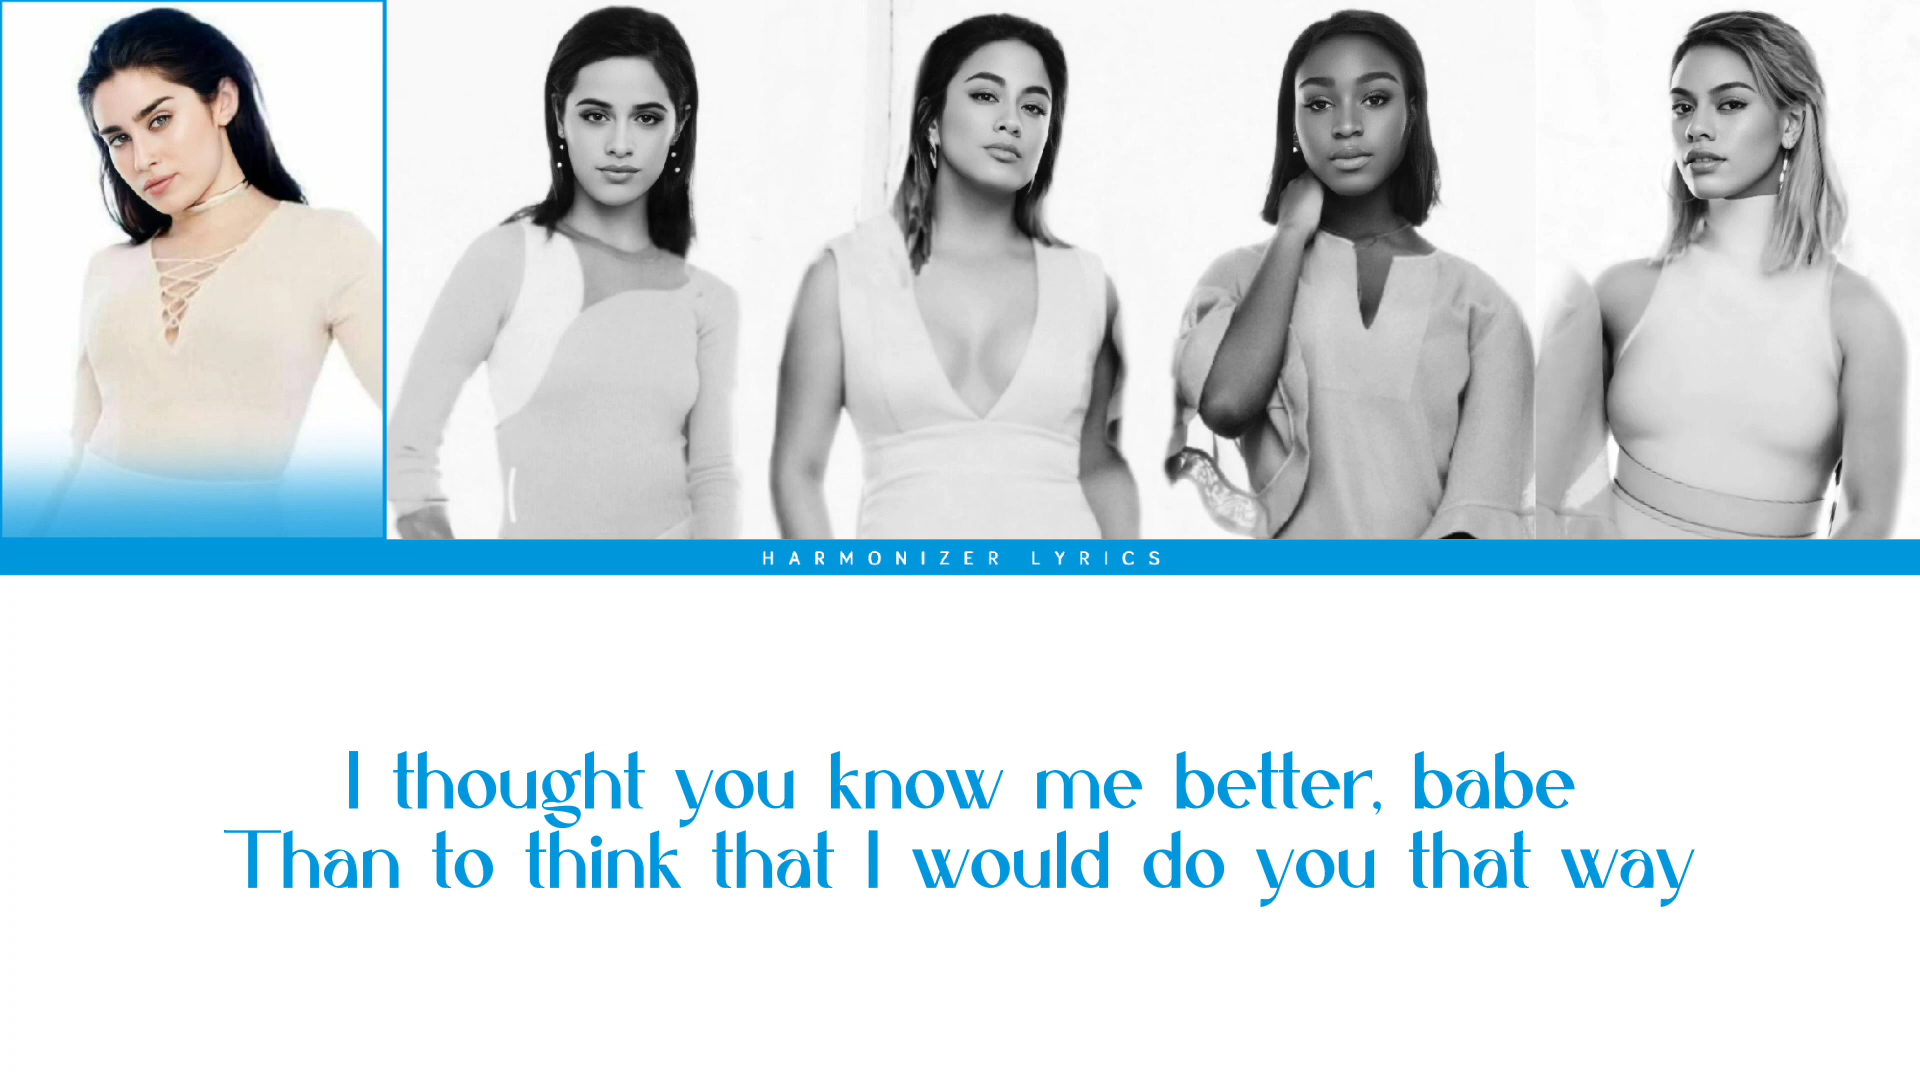 HARMONIZER LYRICS
I thought you know me better, babe
Than to think that I would do you that way